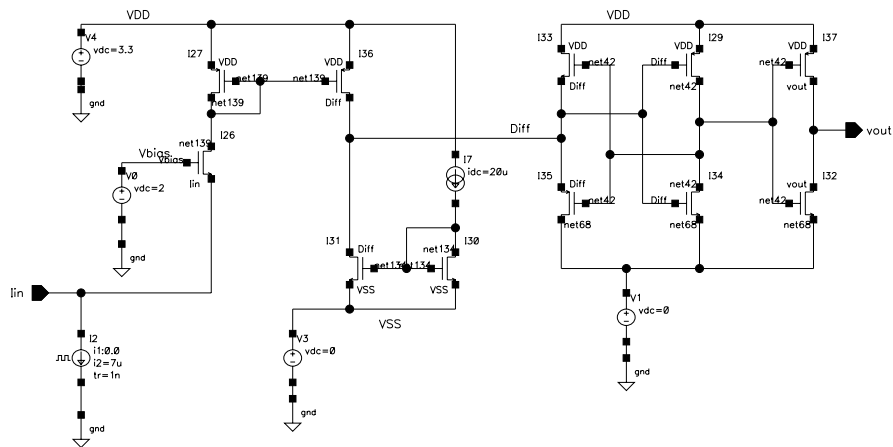 VDD
VDD
I27
I36
I33
I29
I37
V4
vdc=3.3
VDD
VDD
VDD
VDD
VDD
net139
net139
net42
Diff
net42
net139
Diff
Diff
net42
vout
gnd
net139
I26
Diff
vout
Vbias
Vbias
I7
idc=20u
V0
vdc=2
Iin
I35
Diff
net42
I34
vout
I32
net42
Diff
net42
gnd
net68
net68
net68
I31
Diff
net134
I30
net134
net134
VSS
VSS
Iin
VSS
V1
vdc=0
I2
i1:0.0
i2=7u
tr=1n
V3
vdc=0
gnd
gnd
gnd